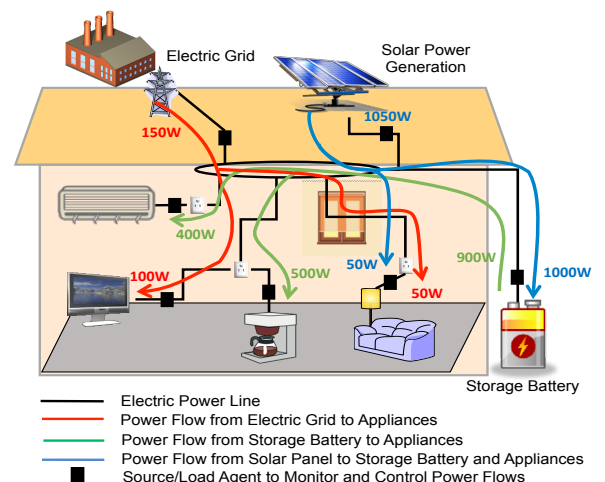 Electric Grid
Solar Power
Generation
150W
1050W
400W
500W
900W
100W
50W
50W
1000W
Storage Battery
Electric Power Line
Power Flow from Electric Grid to Appliances
Power Flow from Storage Battery to Appliances
Power Flow from Solar Panel to Storage Battery and Appliances
Source/Load Agent to Monitor and Control Power Flows